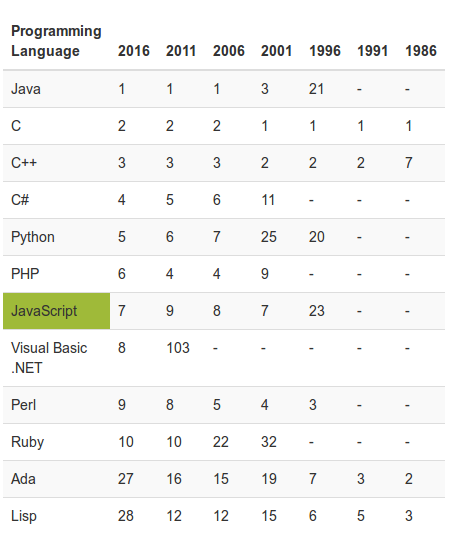 Programming
Language 2016 2011 2006 2001 1996 1991 1986
Java 1 1 1 3 21 - -
C 2 2 2 1 1 1 1
C++ 3 3 3 2 2 2 7
C# 4 5 6 11 - - -
Python 5 6 7 25 20 - -
PHP 6 4 4 9 - - -
JavaScript 7 9 8 7 23 - -
Visual Basic 8 103 - - - - -
.NET
Perl 9 8 5 4 3 - -
Ruby 10 10 22 32 - - -
Ada 27 16 15 19 7 3 2
Lisp 28 12 12 15 6 5 3